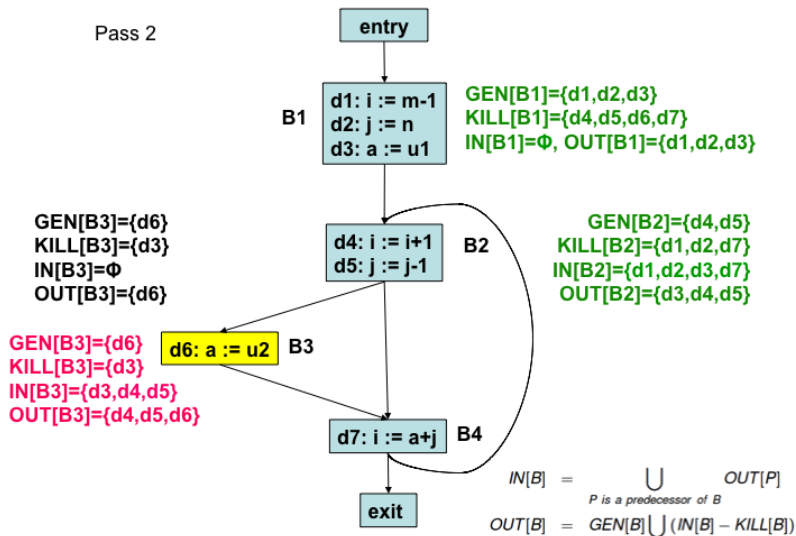 Pass 2
entry
B1
d1: i := m-1
d2: j := n
d3: a := u1
GEN[B1]={d1,d2,d3}
KILL[B1]={d4,d5,d6,d7}
IN[B1]=Φ, OUT[B1]={d1,d2,d3}
GEN[B3]={d6}
KILL[B3]={d3}
IN[B3]=Φ
OUT[B3]={d6}
d4: i := i+1
d5: j := j-1
B2
GEN[B2]={d4,d5}
KILL[B2]={d1,d2,d7}
IN[B2]={d1,d2,d3,d7}
OUT[B2]={d3,d4,d5}
GEN[B3]={d6}
KILL[B3]={d3}
IN[B3]={d3,d4,d5}
OUT[B3]={d4,d5,d6}
d6: a := u2
B3
d7: i := a+j
B4
exit
IN[B] = ⋃ OUT[P]
P is a predecessor of B
OUT[B] = GEN[B] ⋃ (IN[B] − KILL[B])